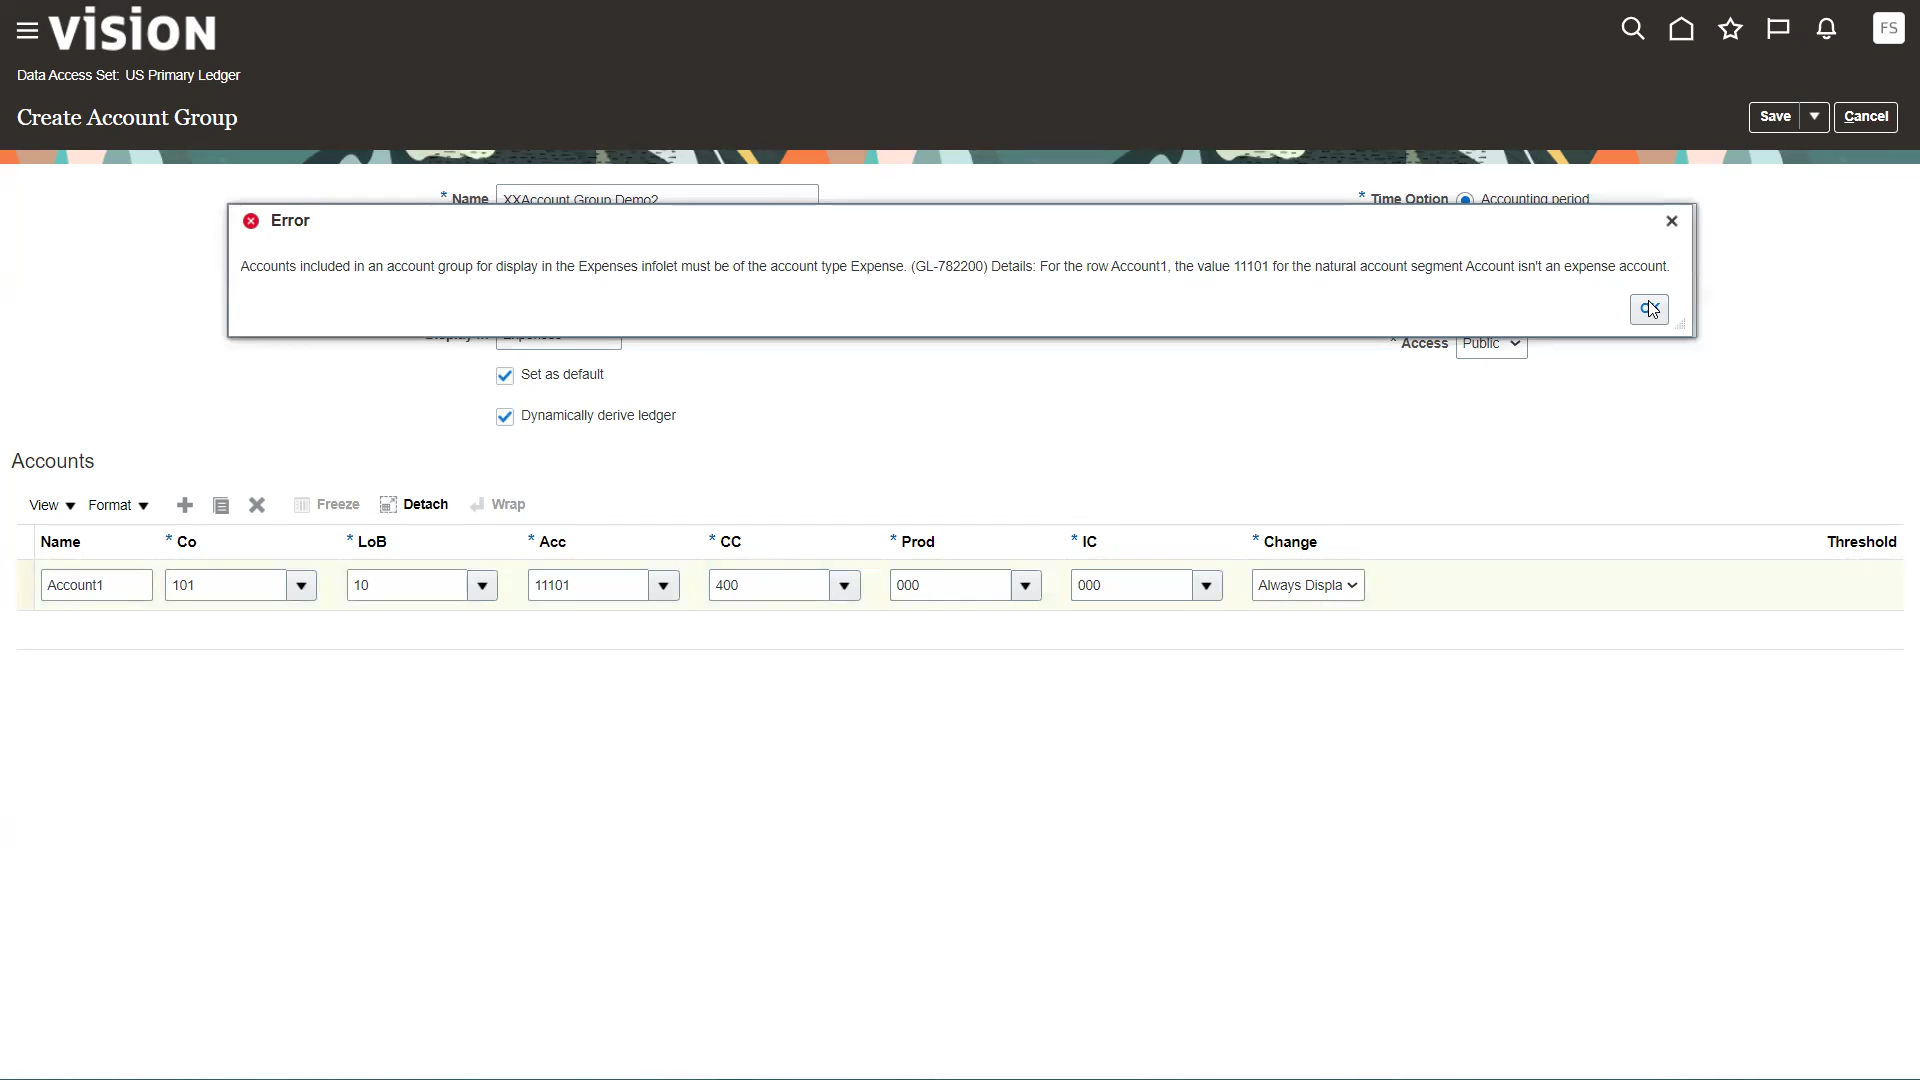 VISION
FS
Data Access Set: US Primary Ledger
Create Account Group
Save
Cancel
* Name XXAccount Group Demo2
* Time Option Accounting period
Error
Accounts included in an account group for display in the Expenses infolet must be of the account type Expense. (GL-782200) Details: For the row Account1, the value 11101 for the natural account segment Account isn't an expense account.
OK
Display in Expenses
* Access Public
Set as default
Dynamically derive ledger
Accounts
View Format Freeze Detach Wrap
Name * Co * LoB * Acc * CC * Prod * IC * Change Threshold
Account1 101 10 11101 400 000 000 Always Displa